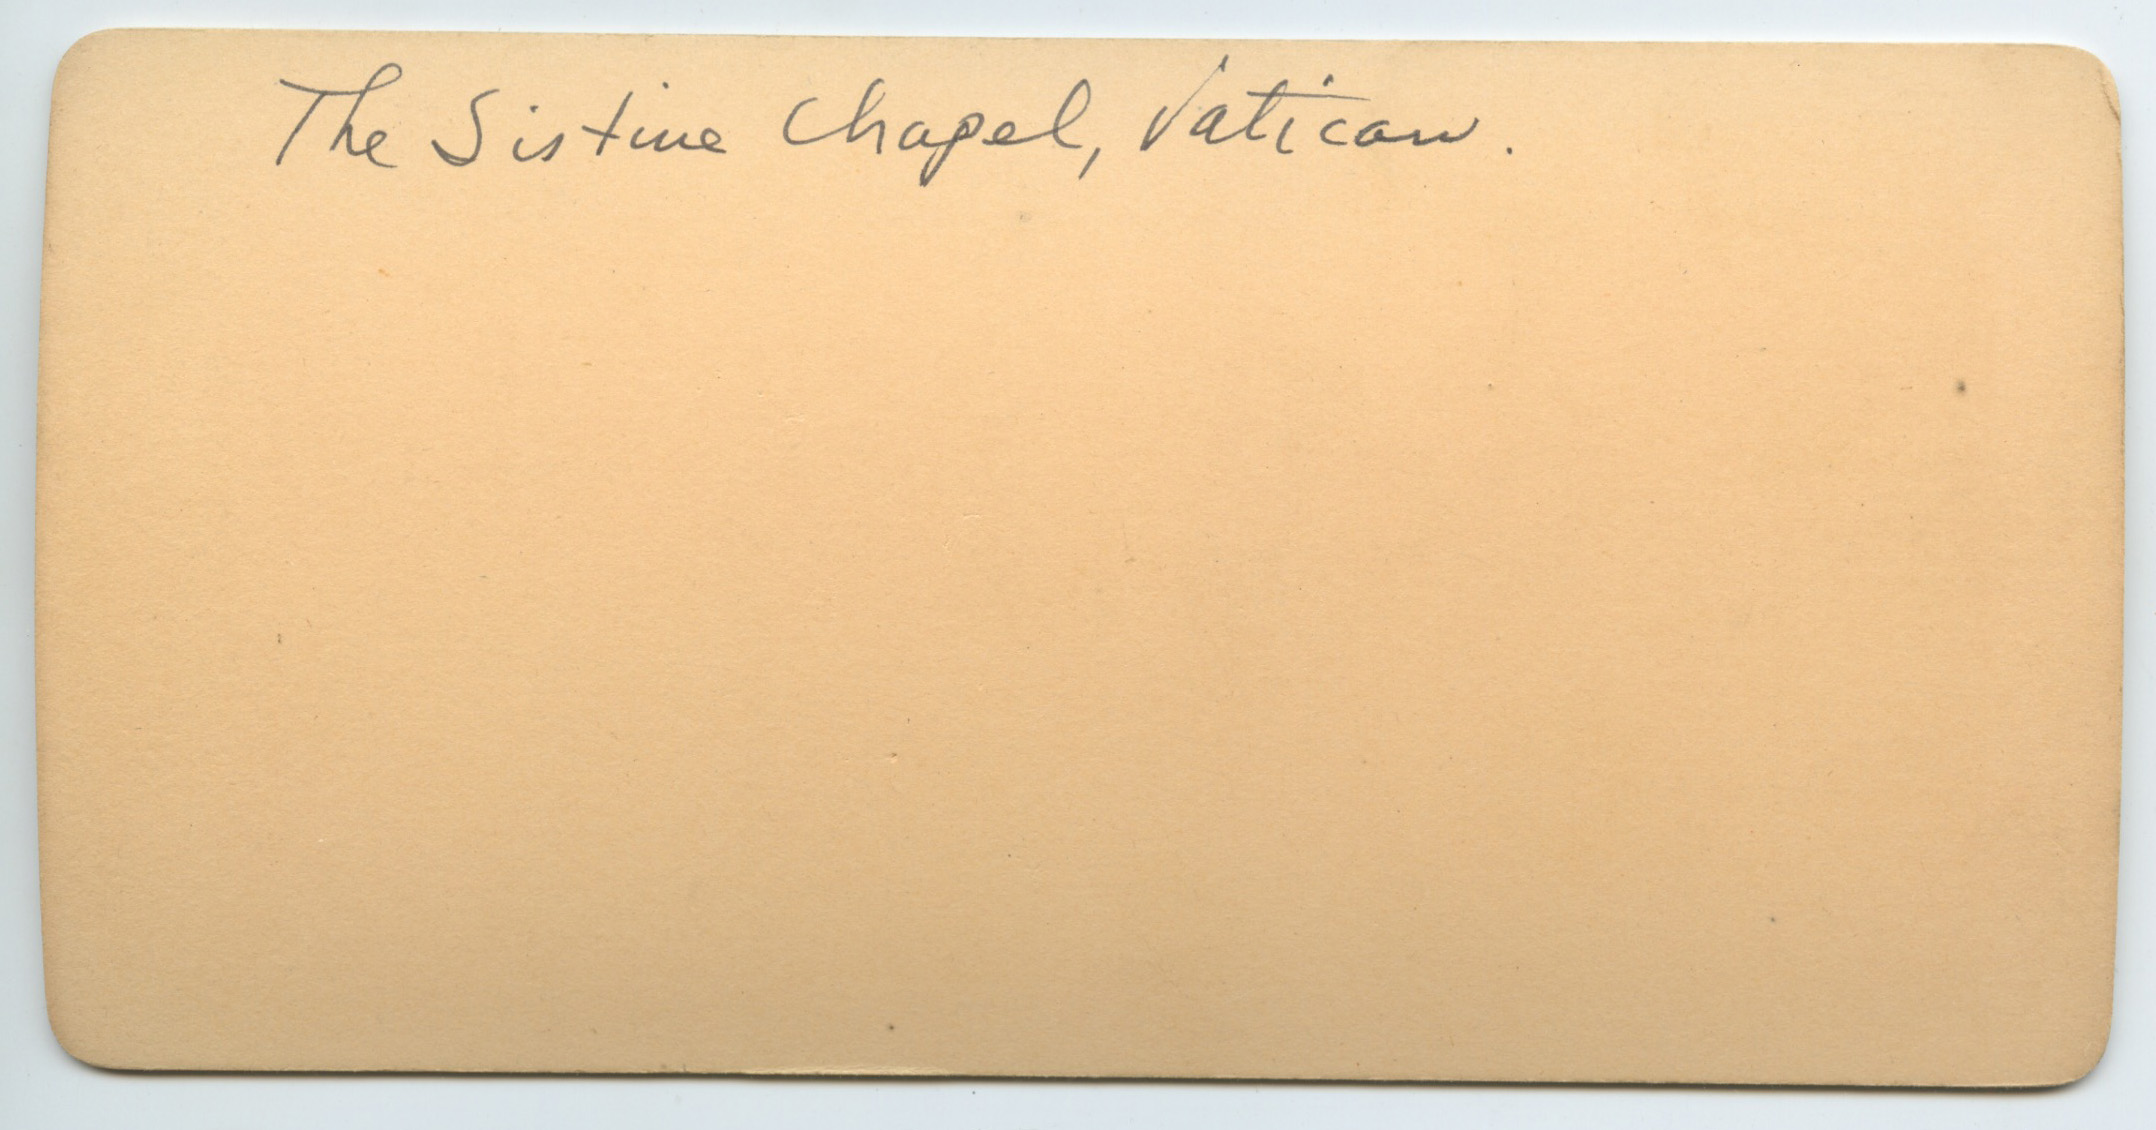 The Sistine Chapel, Vatican.